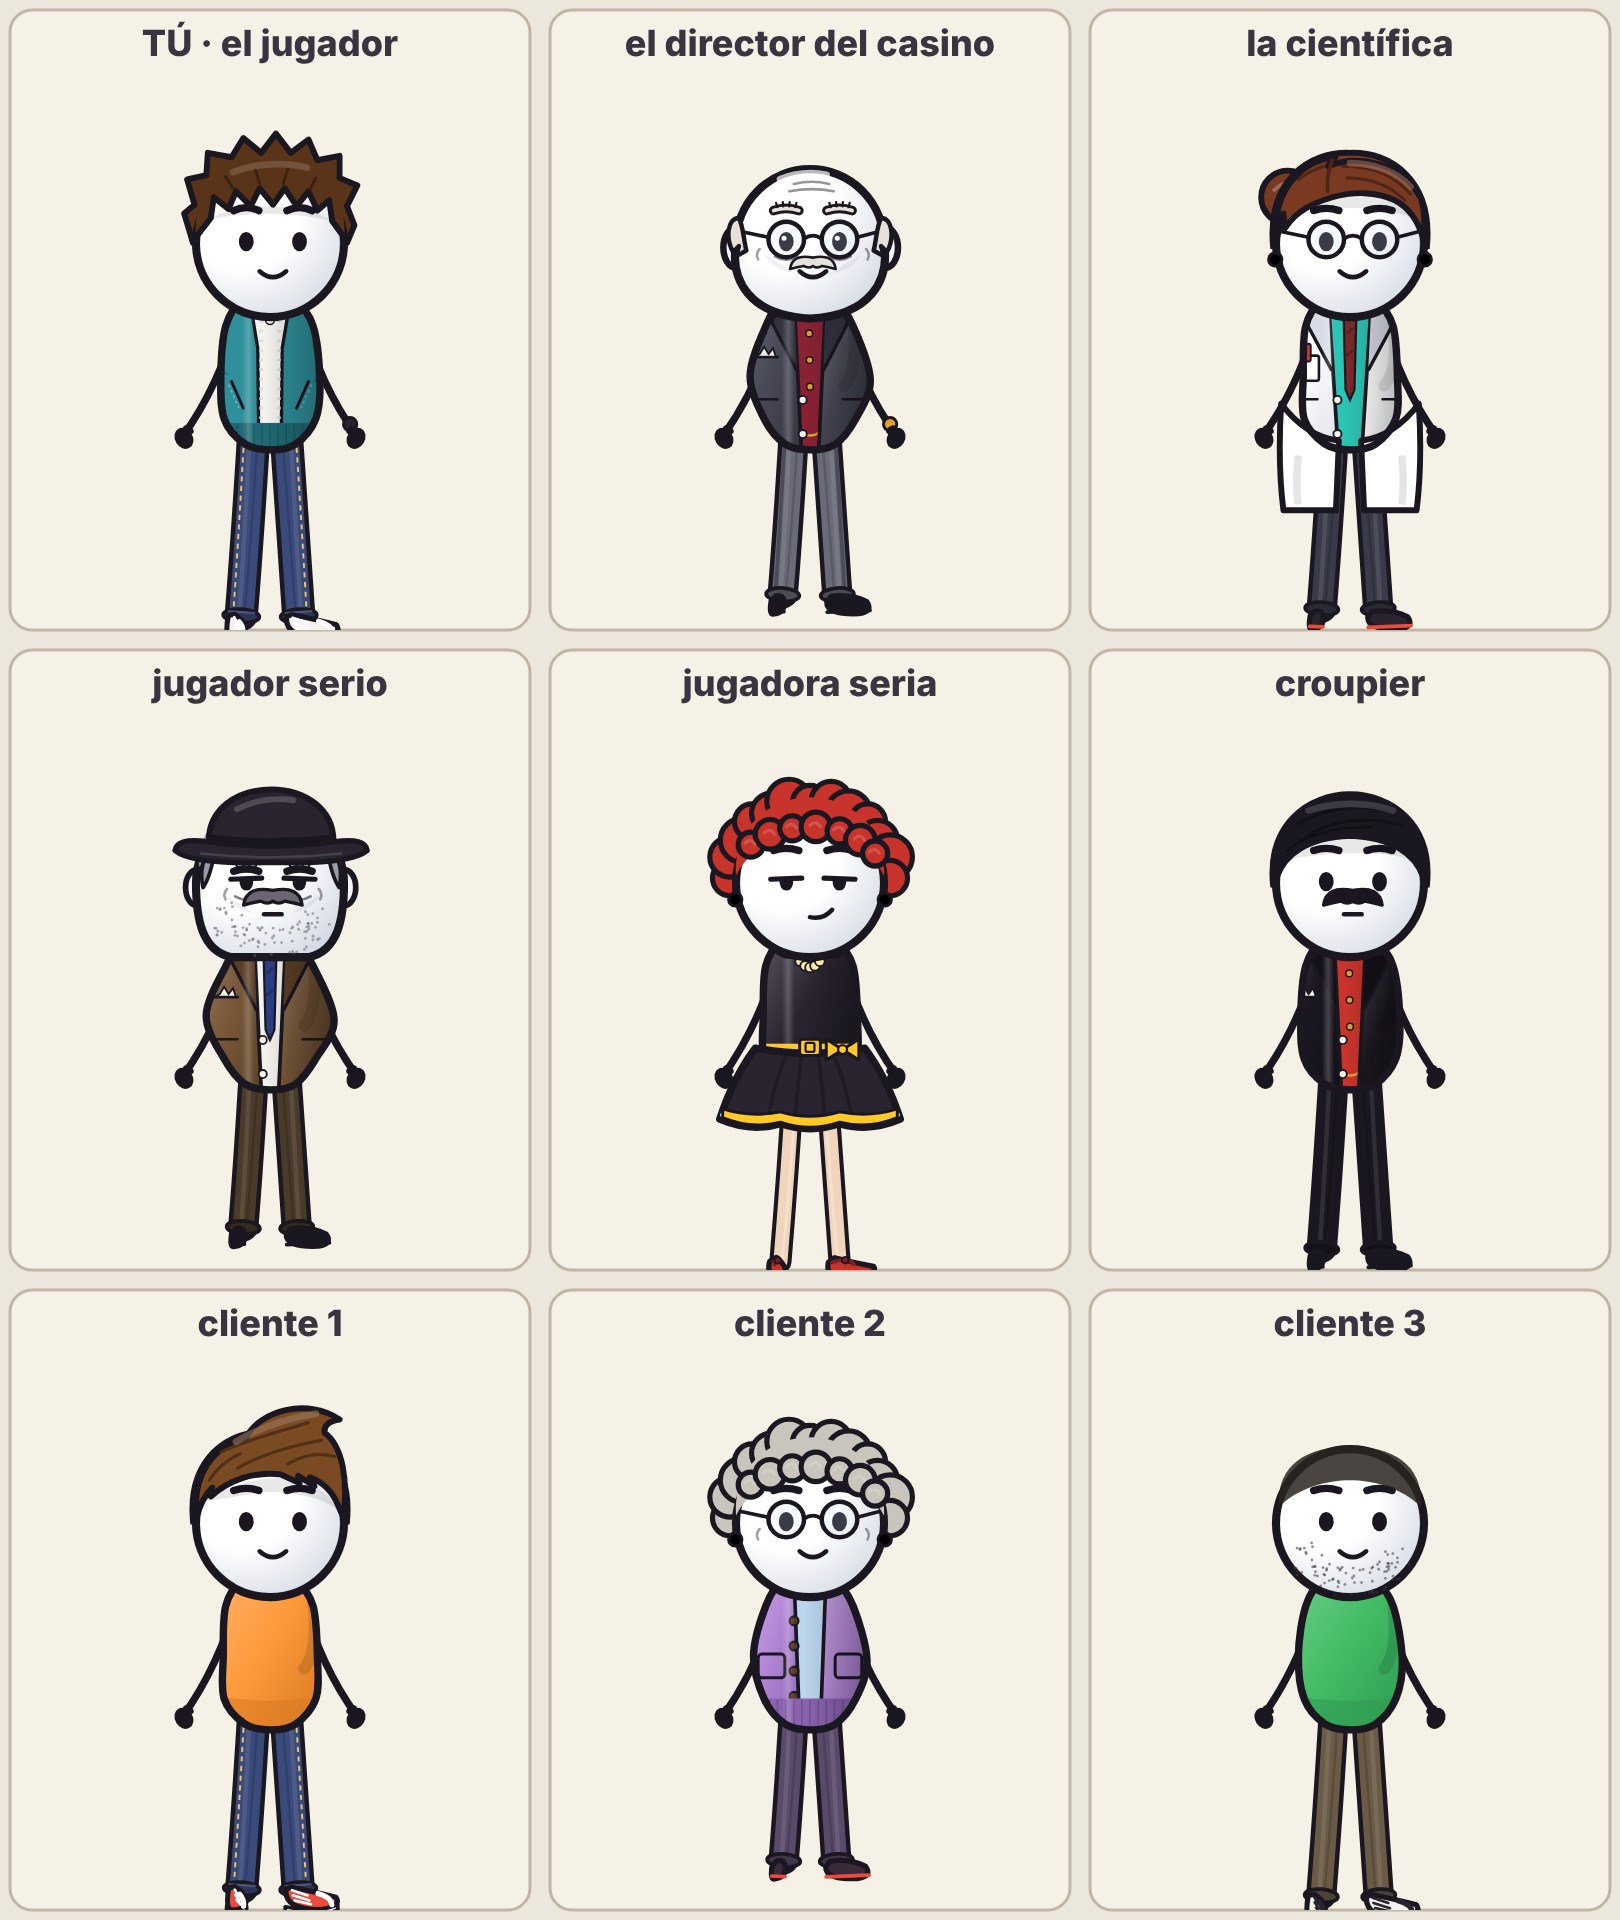 TÚ · el jugador
el director del casino
la científica
jugador serio
jugadora seria
croupier
cliente 1
cliente 2
cliente 3